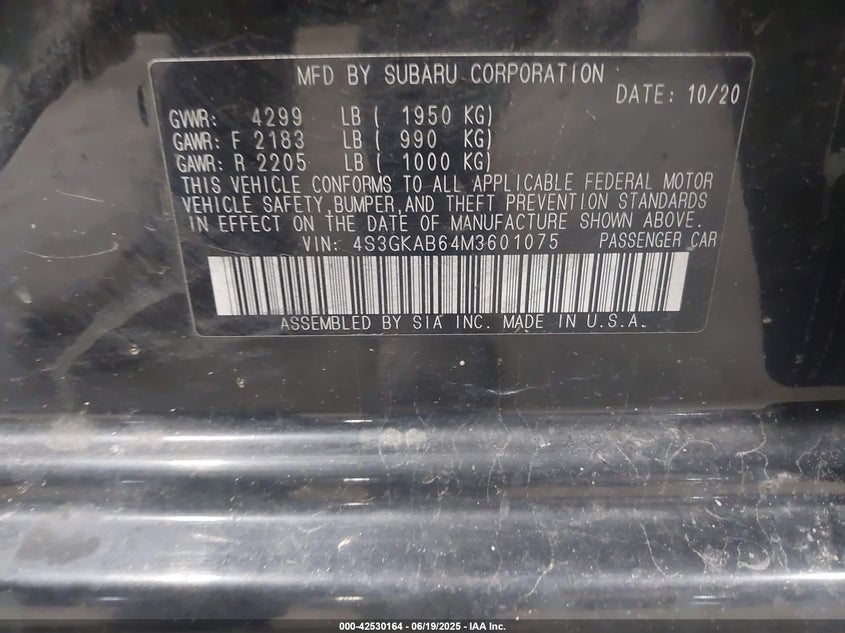 MFD BY SUBARU CORPORATION
DATE: 10/20
GVWR: 4299 LB ( 1950 KG)
GAWR: F 2183 LB ( 990 KG)
GAWR: R 2205 LB ( 1000 KG)
THIS VEHICLE CONFORMS TO ALL APPLICABLE FEDERAL MOTOR
VEHICLE SAFETY,BUMPER,AND THEFT PREVENTION STANDARDS
IN EFFECT ON THE DATE OF MANUFACTURE SHOWN ABOVE.
VIN: 4S3GKAB64M3601075 PASSENGER CAR
ASSEMBLED BY SIA INC. MADE IN U.S.A.
000-42530164 - 06/19/2025 - IAA Inc.